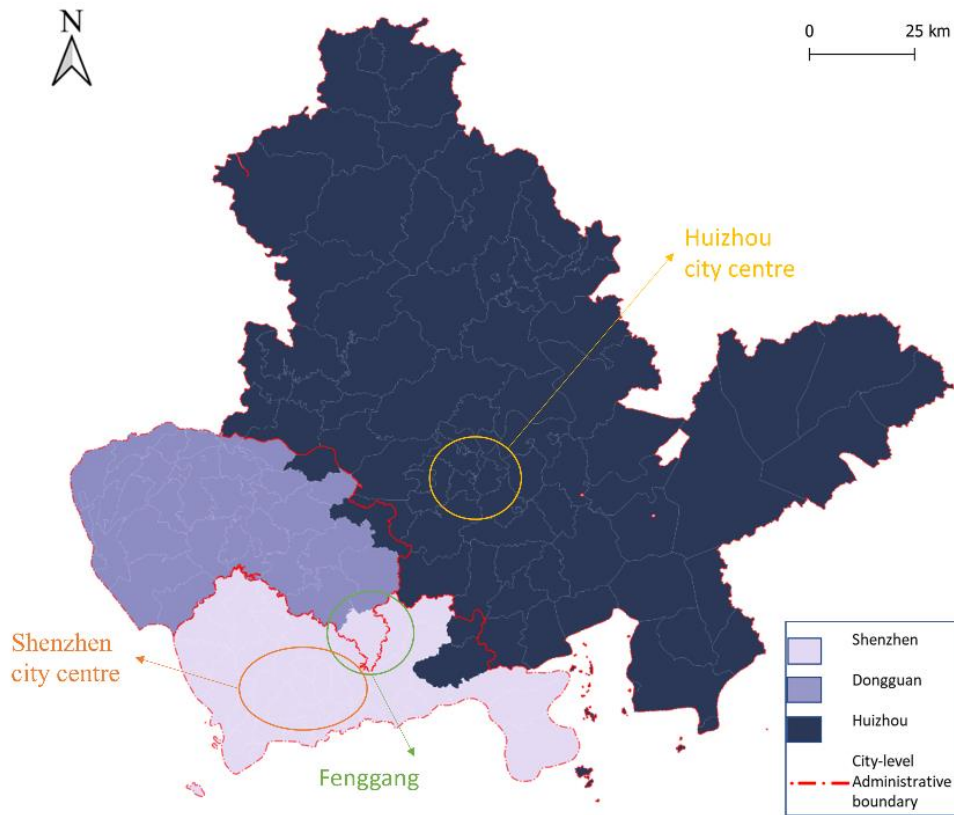 N
0 25 km
Huizhou
city centre
Shenzhen
city centre
Fenggang
Shenzhen
Dongguan
Huizhou
City-level
Administrative
boundary